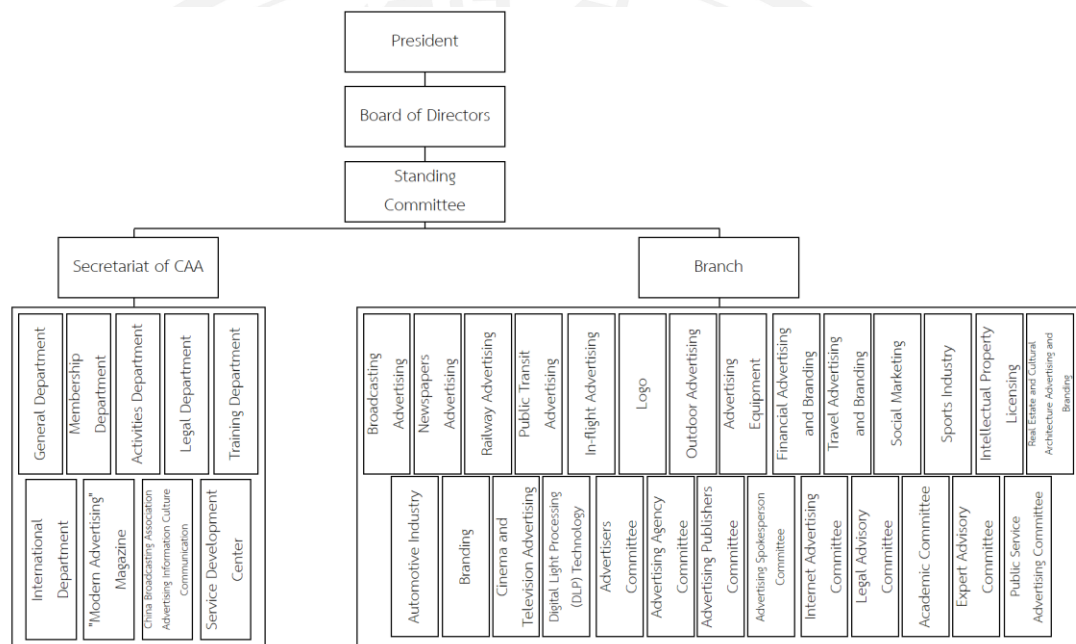 President
Board of Directors
Standing
Committee
Secretariat of CAA
Branch
General Department
Membership
Department
Activities Department
Legal Department
Training Department
International
Department
"Modern Advertising"
Magazine
China Broadcasting Association
Advertising Information Culture
Communication
Service Development
Center
Broadcasting
Advertising
Newspapers
Advertising
Railway Advertising
Public Transit
Advertising
In-flight Advertising
Logo
Outdoor Advertising
Advertising
Equipment
Financial Advertising
and Branding
Travel Advertising
and Branding
Social Marketing
Sports Industry
Intellectual Property
Licensing
Real Estate and Cultural
Architecture Advertising and
Branding
Automotive Industry
Branding
Cinema and
Television Advertising
Digital Light Processing
(DLP) Technology
Advertisers
Committee
Advertising Agency
Committee
Advertising Publishers
Committee
Advertising Spokesperson
Committee
Internet Advertising
Committee
Legal Advisory
Committee
Academic Committee
Expert Advisory
Committee
Public Service
Advertising Committee